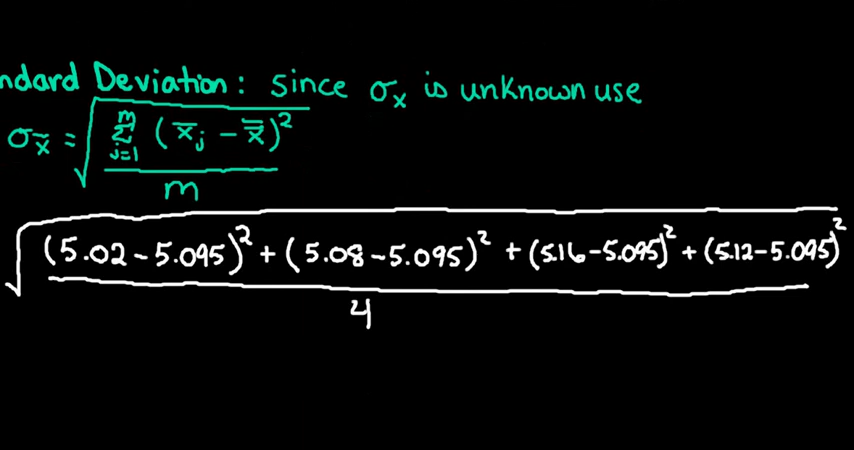 ndard Deviation: Since σx is unknown use
σx̄ = √( Σ_{j=1}^{m} (x̄j − x̿)² / m )
√( ((5.02 − 5.095)² + (5.08 − 5.095)² + (5.16 − 5.095)² + (5.12 − 5.095)²) / 4 )